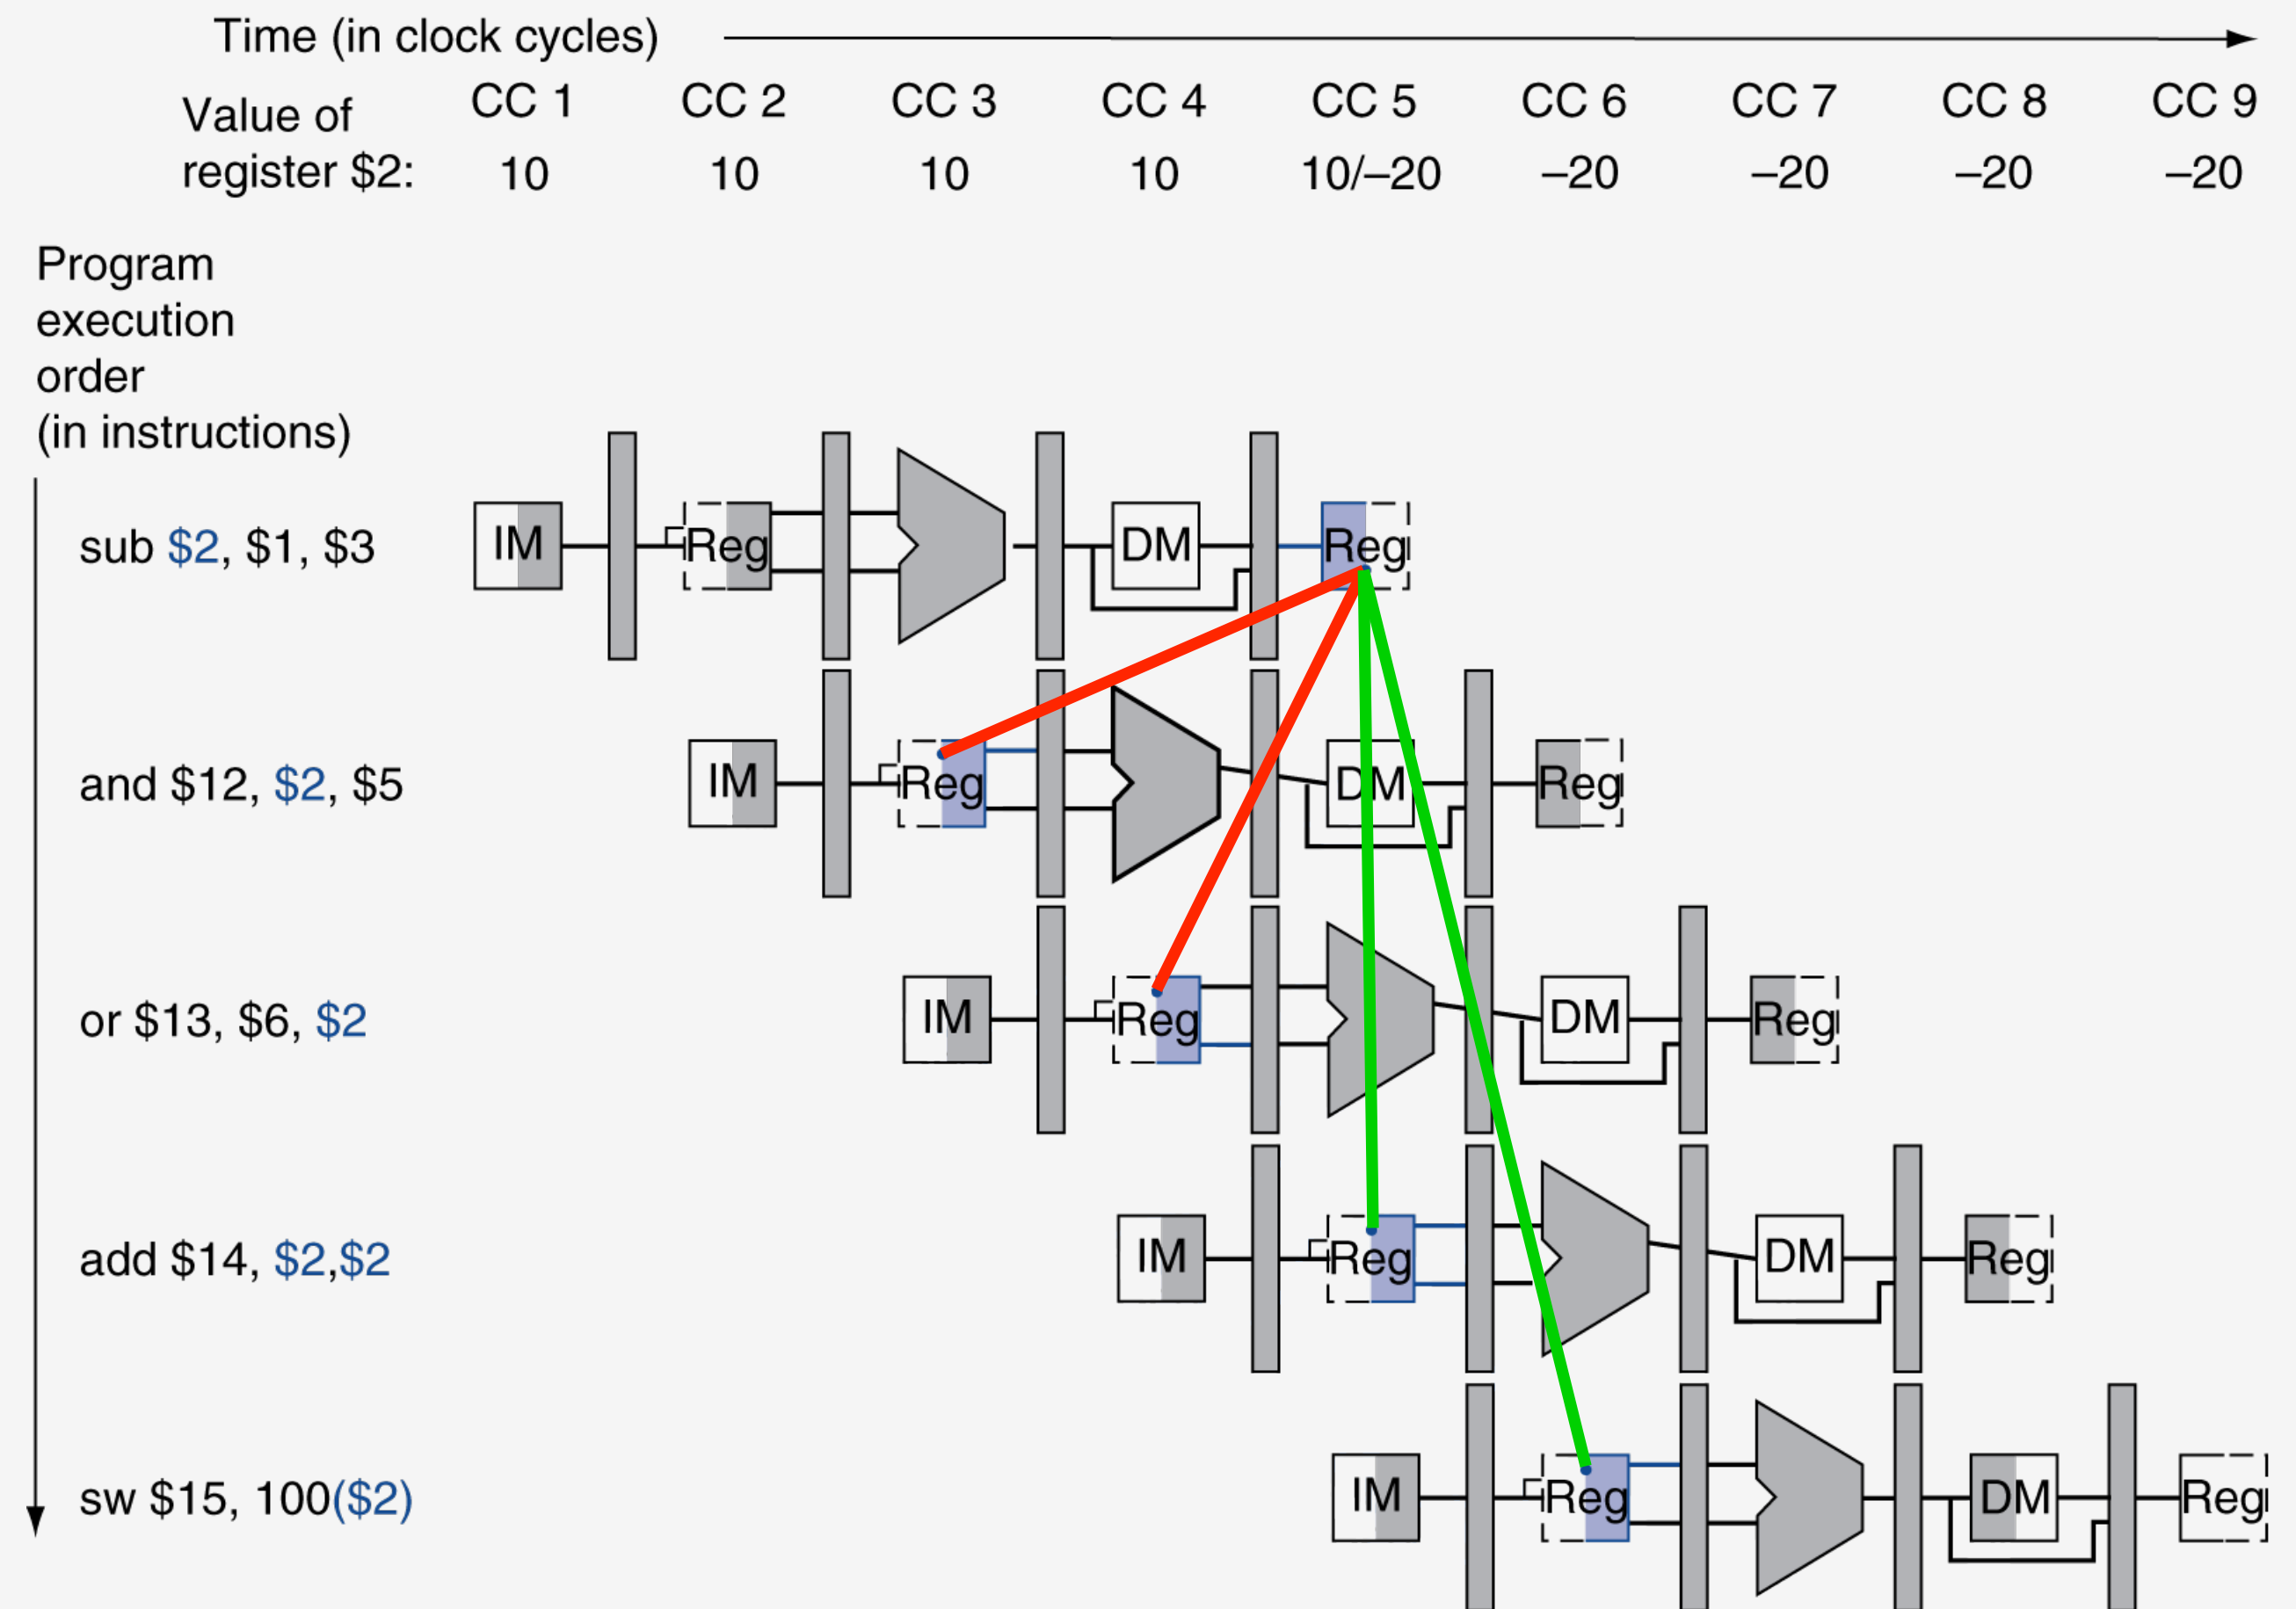 Time (in clock cycles)
CC 1 CC 2 CC 3 CC 4 CC 5 CC 6 CC 7 CC 8 CC 9
Value of
register $2: 10 10 10 10 10/–20 –20 –20 –20 –20
Program
execution
order
(in instructions)
sub $2, $1, $3 IM Reg DM Reg
and $12, $2, $5 IM Reg DM Reg
or $13, $6, $2 IM Reg DM Reg
add $14, $2,$2 IM Reg DM Reg
sw $15, 100($2) IM Reg DM Reg